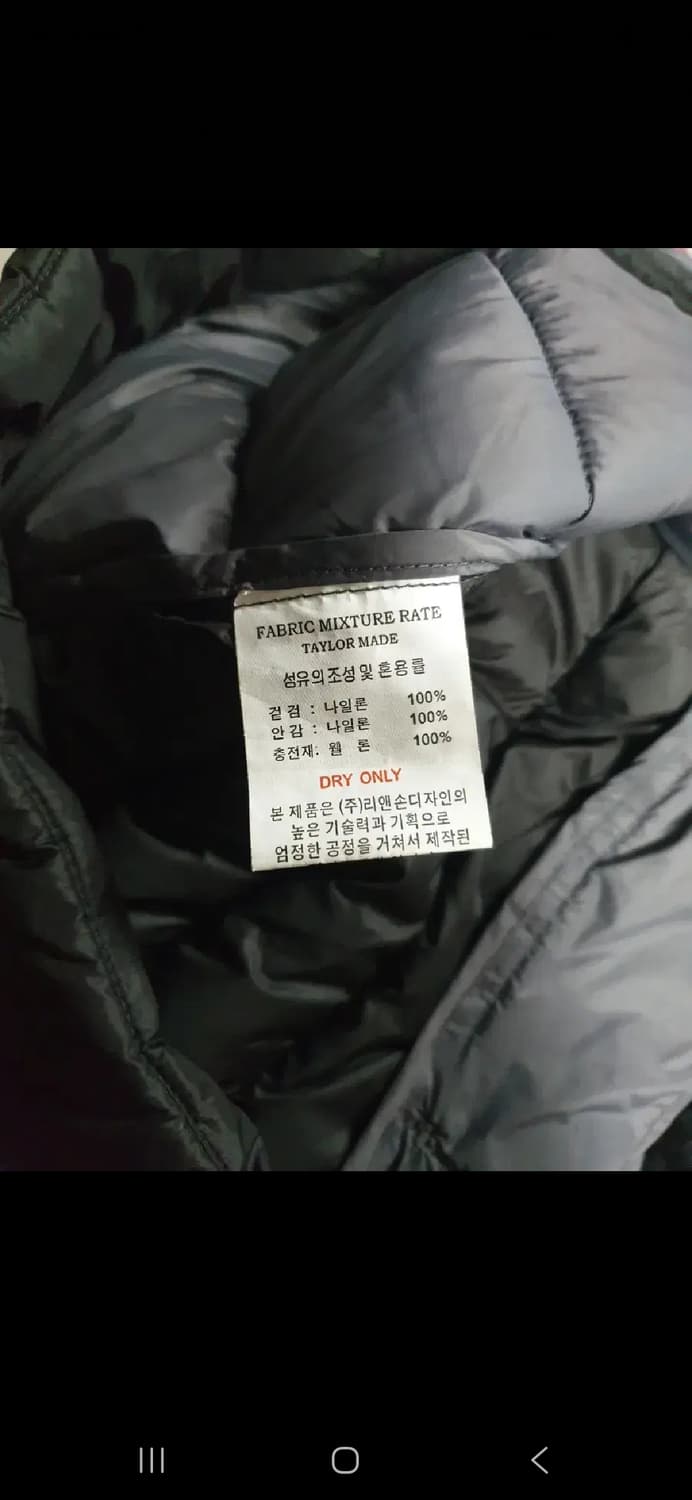 FABRIC MIXTURE RATE
TAYLOR MADE
섬유의 조성 및 혼용률
겉 검 : 나일론 100%
안 감 : 나일론 100%
충전재: 웰 론 100%
DRY ONLY
본 제품은 (주)리앤손디자인의
높은 기술력과 기획으로
엄정한 공정을 거쳐서 제작된